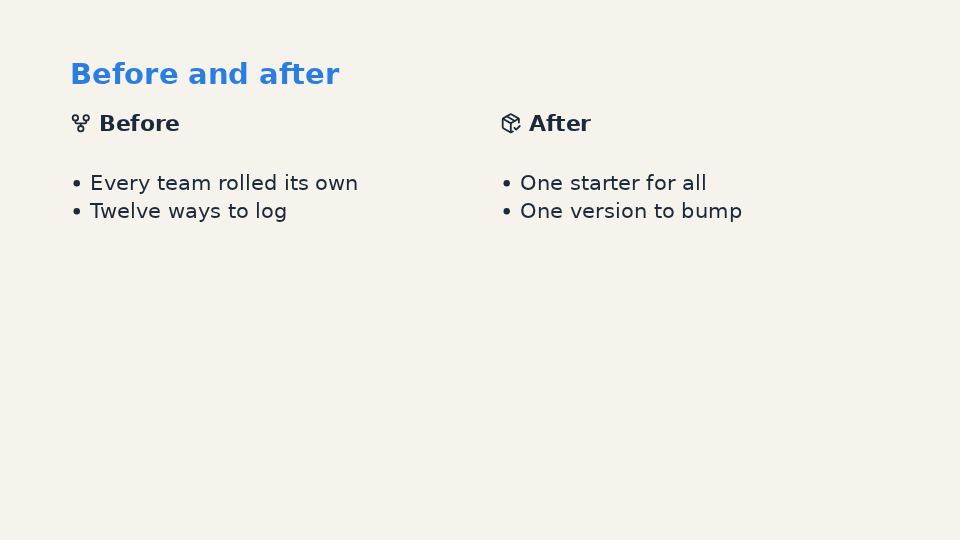 Before and after
Before
• Every team rolled its own
• Twelve ways to log
After
• One starter for all
• One version to bump